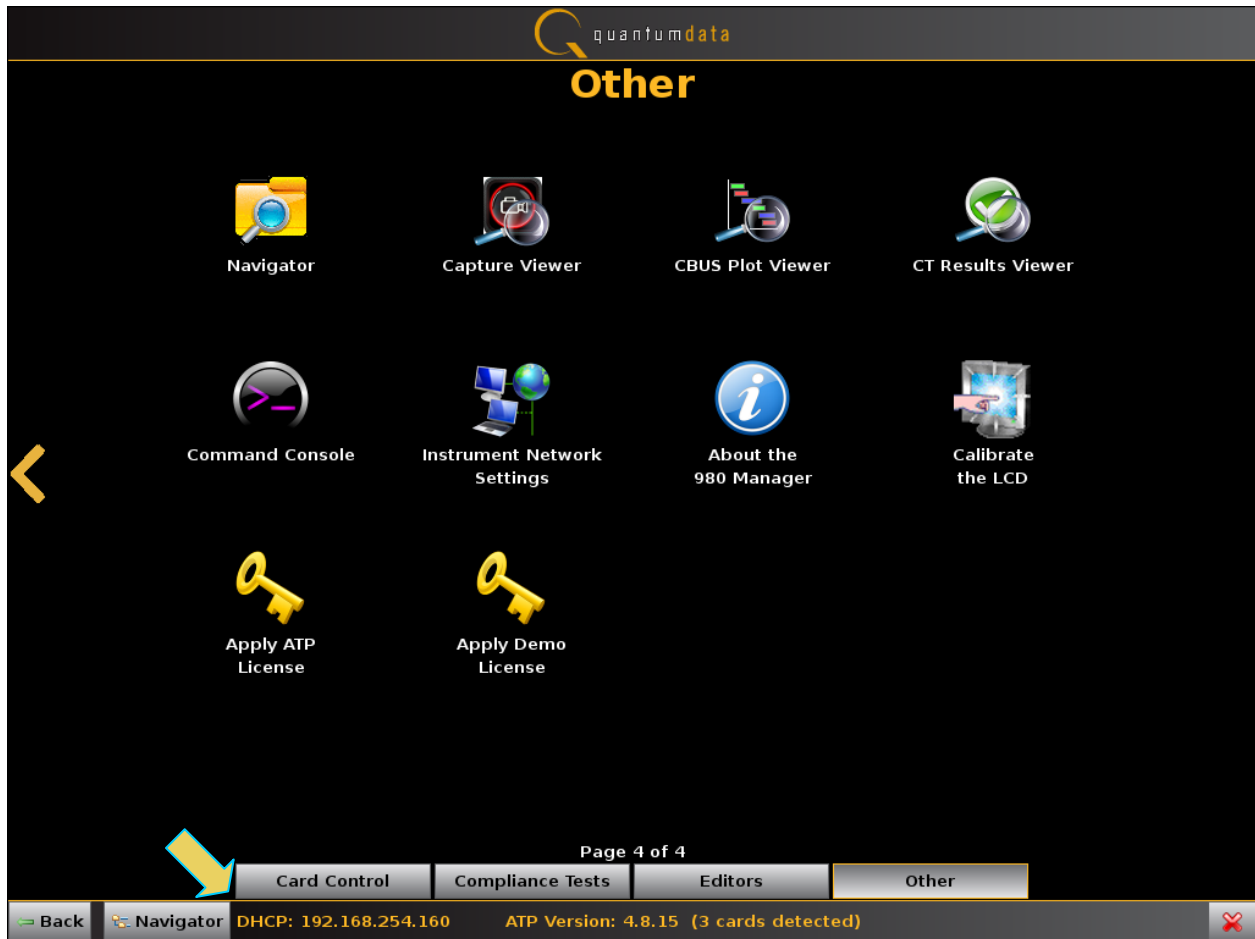 quantumdata
Other
Navigator
Capture Viewer
CBUS Plot Viewer
CT Results Viewer
Command Console
Instrument Network
Settings
About the
980 Manager
Calibrate
the LCD
Apply ATP
License
Apply Demo
License
Page 4 of 4
Card Control
Compliance Tests
Editors
Other
Back
Navigator
DHCP: 192.168.254.160
ATP Version: 4.8.15 (3 cards detected)